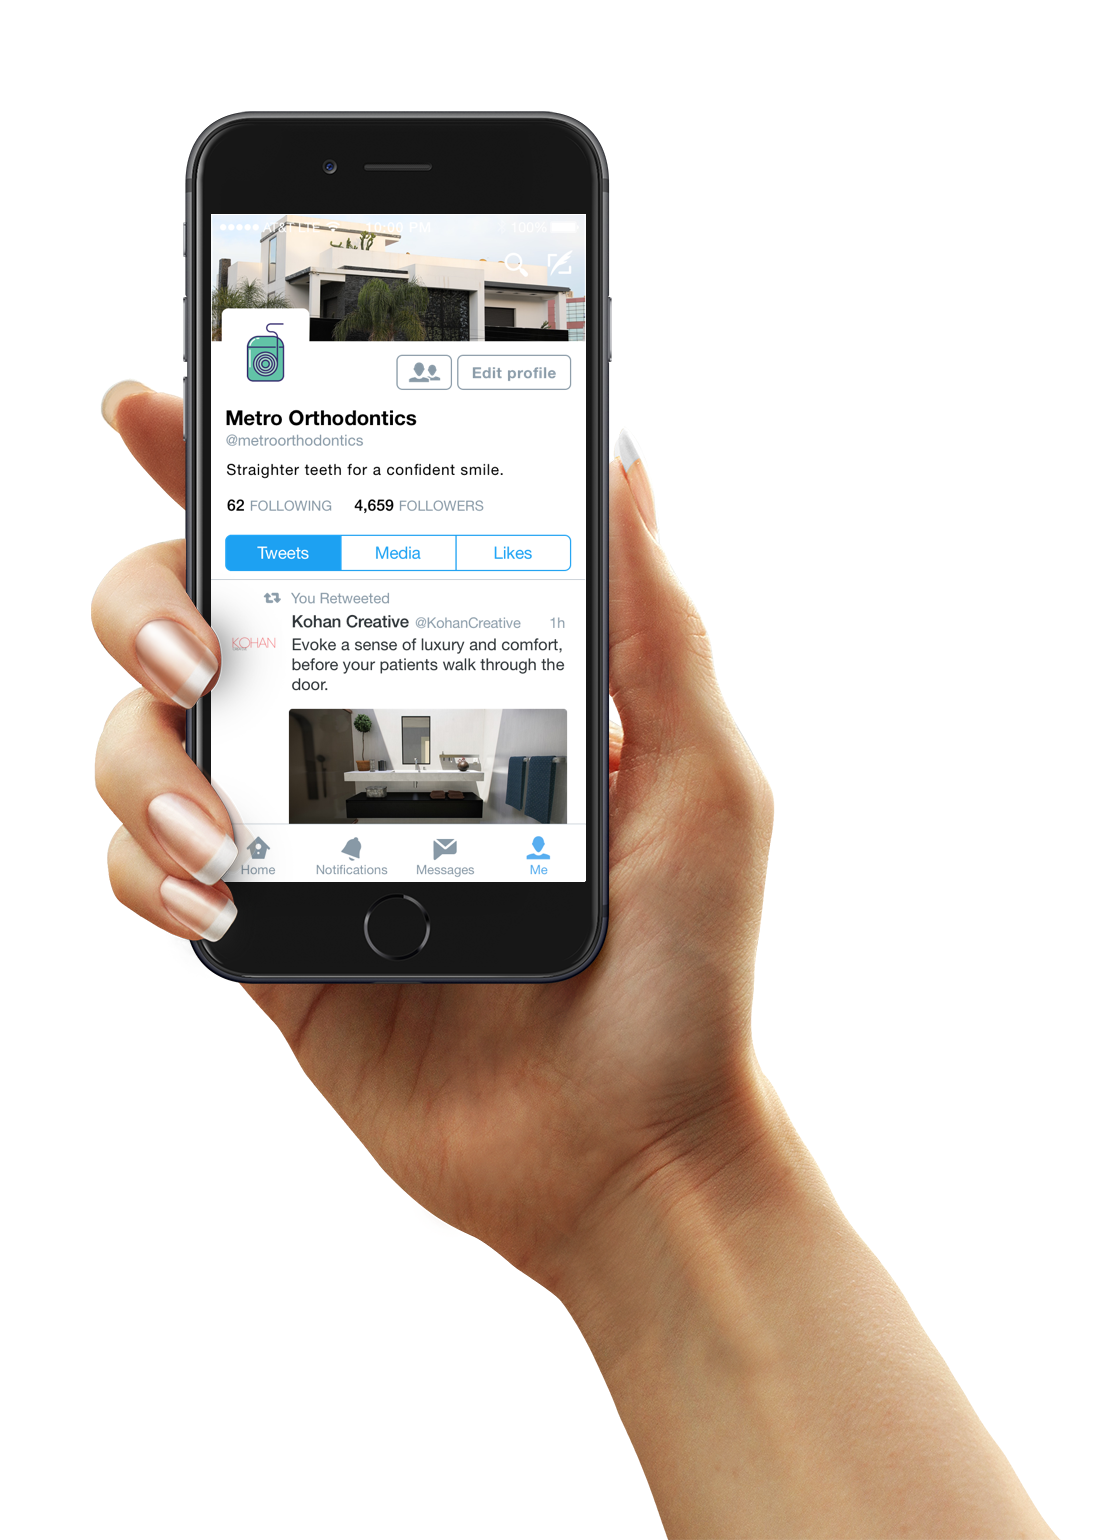 AT&T LTE 10:00 PM 100%
Edit profile
Metro Orthodontics
@metroorthodontics
Straighter teeth for a confident smile.
62 FOLLOWING 4,659 FOLLOWERS
Tweets Media Likes
You Retweeted
Kohan Creative @KohanCreative 1h
KOHAN
Evoke a sense of luxury and comfort,
before your patients walk through the
door.
Home Notifications Messages Me